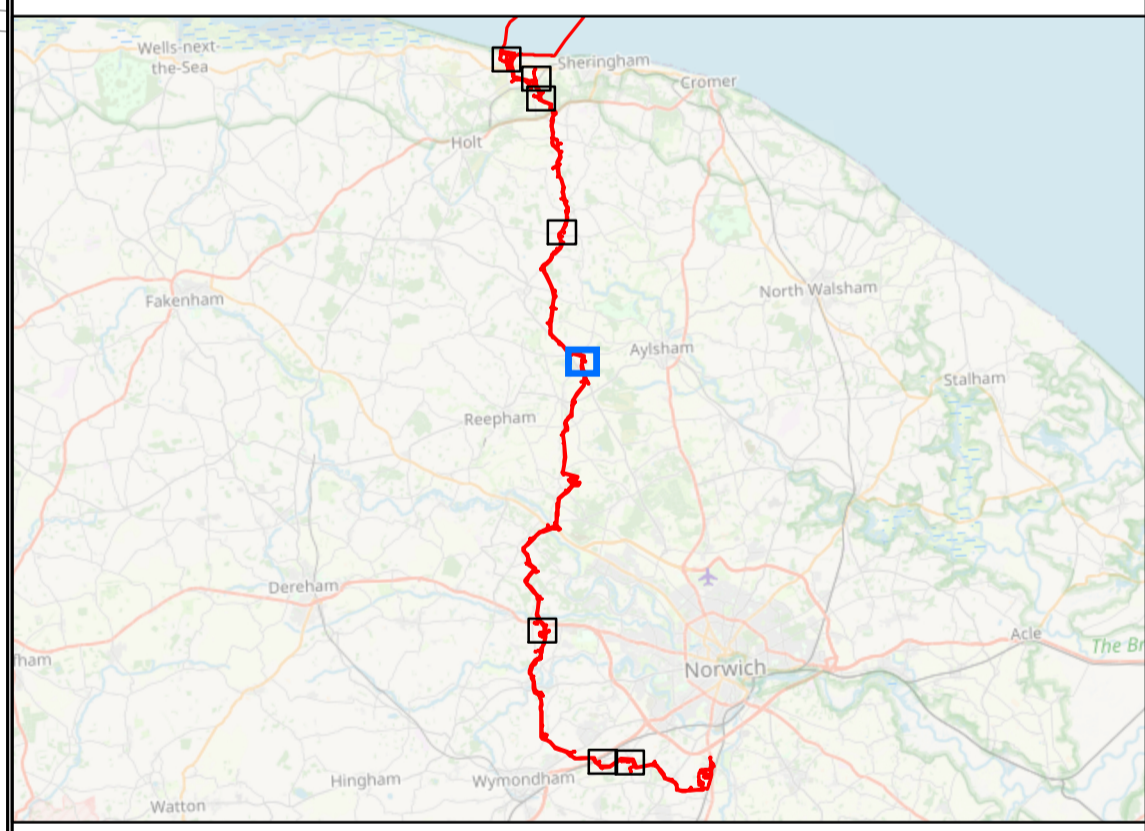 Wells-next-
the-Sea
Sheringham
Cromer
Holt
Fakenham
North Walsham
Aylsham
Stalham
Reepham
Dereham
Acle
The Br
fham
Norwich
Hingham
Wymondham
Watton